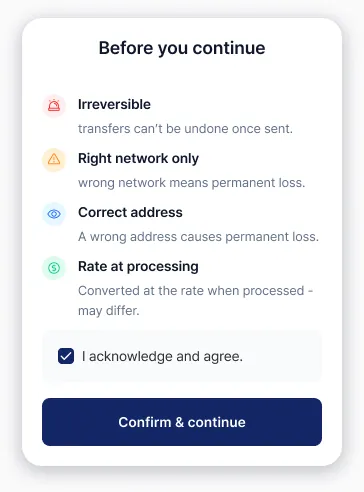 Before you continue
Irreversible
transfers can't be undone once sent.
Right network only
wrong network means permanent loss.
Correct address
A wrong address causes permanent loss.
Rate at processing
Converted at the rate when processed -
may differ.
I acknowledge and agree.
Confirm & continue